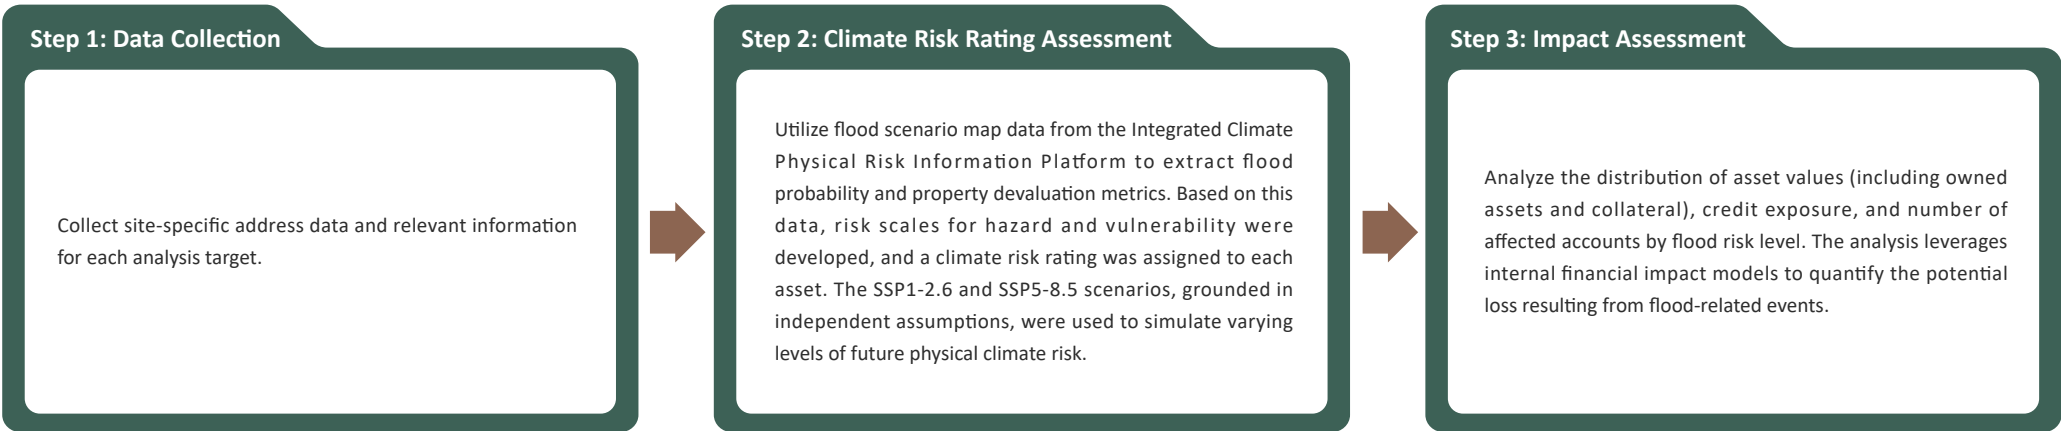 Step 1: Data Collection
Collect site-specific address data and relevant information
for each analysis target.
Step 2: Climate Risk Rating Assessment
Utilize flood scenario map data from the Integrated Climate
Physical Risk Information Platform to extract flood
probability and property devaluation metrics. Based on this
data, risk scales for hazard and vulnerability were
developed, and a climate risk rating was assigned to each
asset. The SSP1-2.6 and SSP5-8.5 scenarios, grounded in
independent assumptions, were used to simulate varying
levels of future physical climate risk.
Step 3: Impact Assessment
Analyze the distribution of asset values (including owned
assets and collateral), credit exposure, and number of
affected accounts by flood risk level. The analysis leverages
internal financial impact models to quantify the potential
loss resulting from flood-related events.